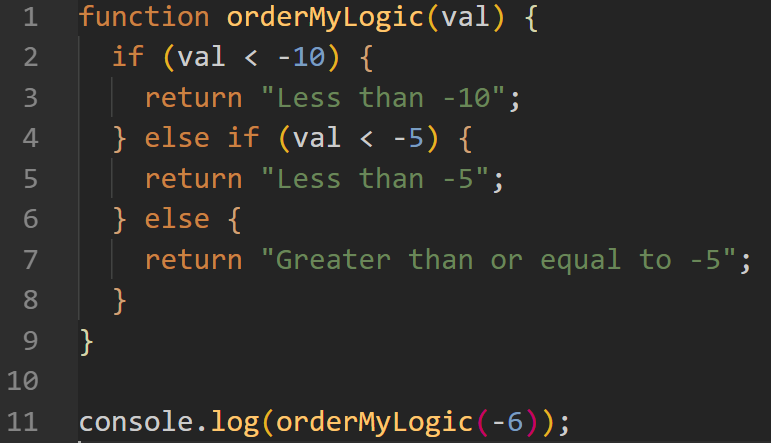 1 function orderMyLogic(val) {
2   if (val < -10) {
3     return "Less than -10";
4   } else if (val < -5) {
5     return "Less than -5";
6   } else {
7     return "Greater than or equal to -5";
8   }
9 }
10
11 console.log(orderMyLogic(-6));